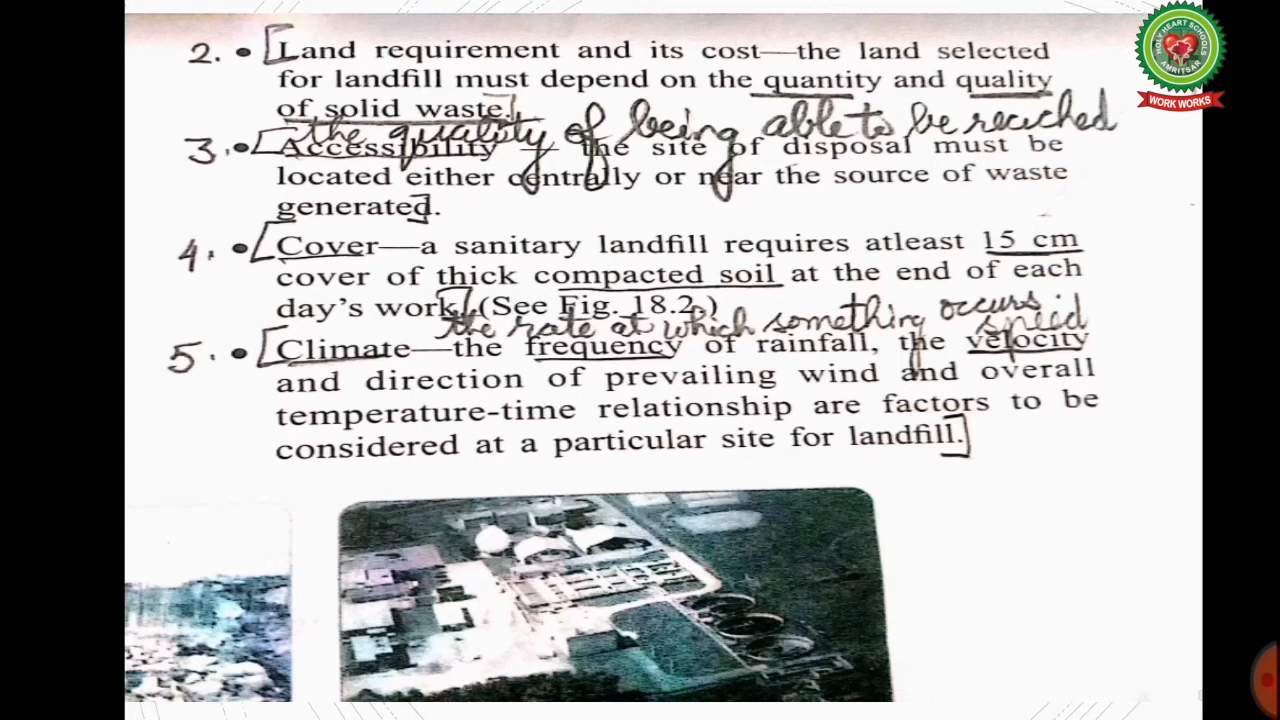 2. • [Land requirement and its cost—the land selected
for landfill must depend on the quantity and quality
of solid waste.]
the quality of being able to be reached
3. • [Accessibility — the site of disposal must be
located either centrally or near the source of waste
generated].
4. • [Cover—a sanitary landfill requires atleast 15 cm
cover of thick compacted soil at the end of each
day's work]. (See Fig. 18.2.)
the rate at which something occurs speed
5. • [Climate—the frequency of rainfall, the velocity
and direction of prevailing wind and overall
temperature-time relationship are factors to be
considered at a particular site for landfill.]
HOLY HEART SCHOOLS
AMRITSAR
WORK WORKS